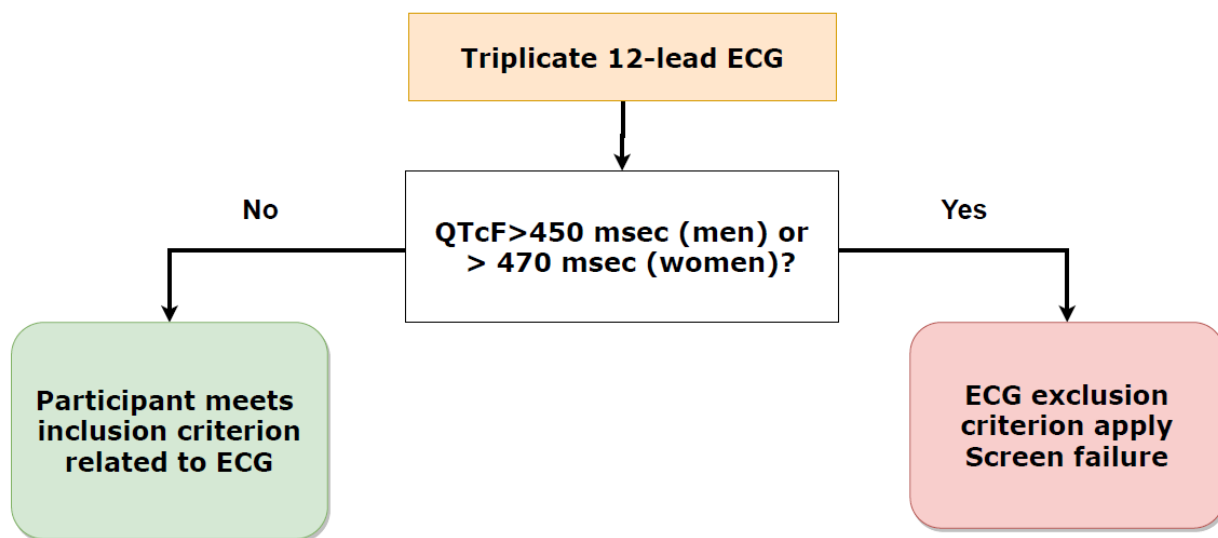 Triplicate 12-lead ECG
No
Yes
QTcF>450 msec (men) or
> 470 msec (women)?
Participant meets
inclusion criterion
related to ECG
ECG exclusion
criterion apply
Screen failure